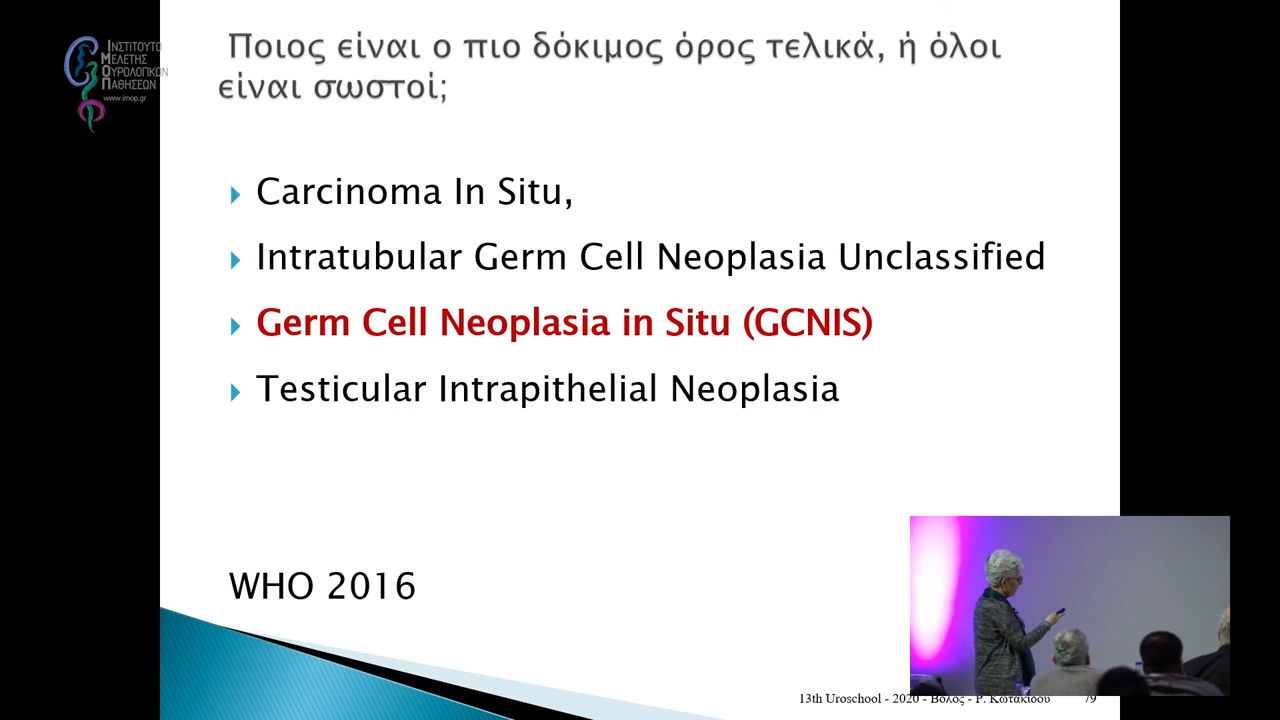 ΙΝΣΤΙΤΟΥΤΟ
ΜΕΛΕΤΗΣ
ΟΥΡΟΛΟΓΙΚΩΝ
ΠΑΘΗΣΕΩΝ
www.imop.gr
Ποιος είναι ο πιο δόκιμος όρος τελικά, ή όλοι
είναι σωστοί;
Carcinoma In Situ,
Intratubular Germ Cell Neoplasia Unclassified
Germ Cell Neoplasia in Situ (GCNIS)
Testicular Intrapithelial Neoplasia
WHO 2016
13th Uroschool - 2020 - Βόλος - Ρ. Κωτακίδου